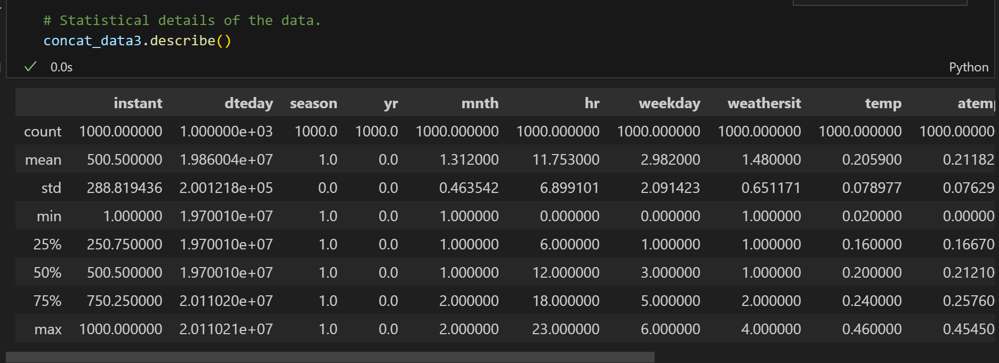 # Statistical details of the data.
concat_data3.describe()
0.0s
Python
instant dteday season yr mnth hr weekday weathersit temp atemp
count 1000.000000 1.000000e+03 1000.0 1000.0 1000.000000 1000.000000 1000.000000 1000.000000 1000.000000 1000.00000
mean 500.500000 1.986004e+07 1.0 0.0 1.312000 11.753000 2.982000 1.480000 0.205900 0.21182
std 288.819436 2.001218e+05 0.0 0.0 0.463542 6.899101 2.091423 0.651171 0.078977 0.07629
min 1.000000 1.970010e+07 1.0 0.0 1.000000 0.000000 0.000000 1.000000 0.020000 0.00000
25% 250.750000 1.970010e+07 1.0 0.0 1.000000 6.000000 1.000000 1.000000 0.160000 0.16670
50% 500.500000 1.970010e+07 1.0 0.0 1.000000 12.000000 3.000000 1.000000 0.200000 0.21210
75% 750.250000 2.011020e+07 1.0 0.0 2.000000 18.000000 5.000000 2.000000 0.240000 0.25760
max 1000.000000 2.011021e+07 1.0 0.0 2.000000 23.000000 6.000000 4.000000 0.460000 0.45450